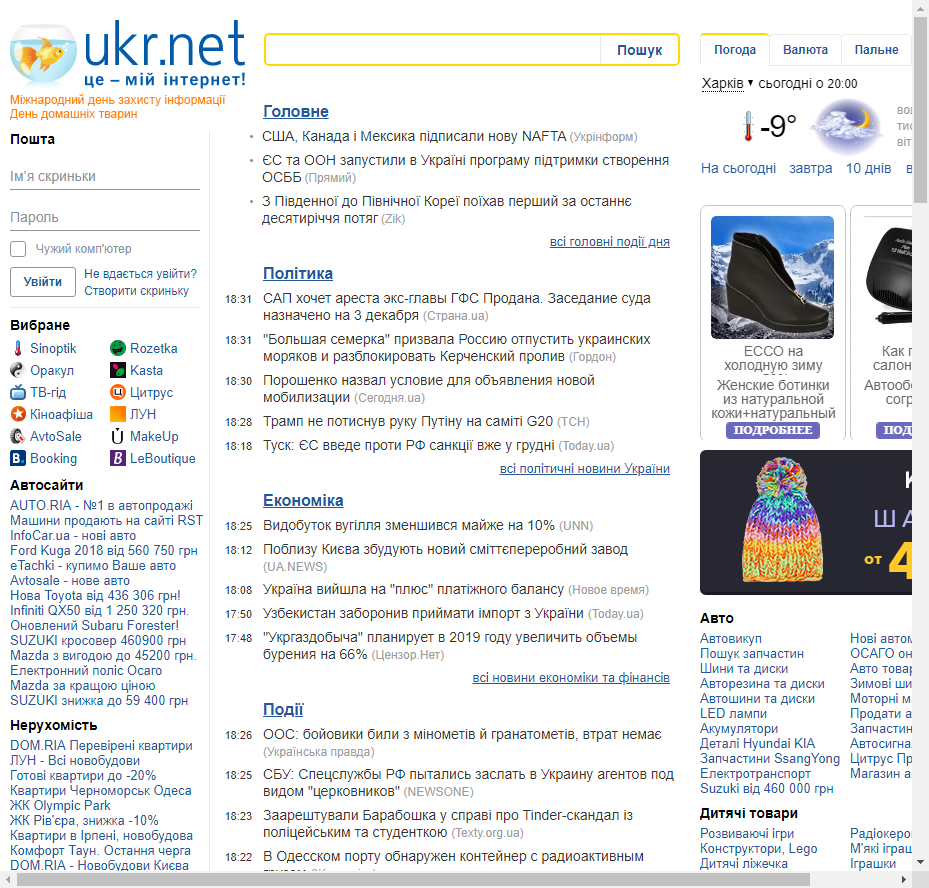 ukr.net
це – мій інтернет!
Міжнародний день захисту інформації
День домашніх тварин
Пошта
Ім'я скриньки
Пароль
Чужий комп'ютер
Увійти
Не вдається увійти?
Створити скриньку
Вибране
Sinoptik
Rozetka
Оракул
Kasta
ТВ-гід
Цитрус
Кіноафіша
ЛУН
AvtoSale
MakeUp
Booking
LeBoutique
Автосайти
AUTO.RIA - №1 в автопродажі
Машини продають на сайті RST
InfoCar.ua - нові авто
Ford Kuga 2018 від 560 750 грн
eTachki - купимо Ваше авто
Avtosale - нове авто
Нова Toyota від 436 306 грн!
Infiniti QX50 від 1 250 320 грн.
Оновлений Subaru Forester!
SUZUKI кросовер 460900 грн
Mazda з вигодою до 45200 грн.
Електронний поліс Ocaro
Mazda за кращою ціною
SUZUKI знижка до 59 400 грн
Нерухомість
DOM.RIA Перевірені квартири
ЛУН - Всі новобудови
Готові квартири до -20%
Квартири Черноморськ Одеса
ЖК Olympic Park
ЖК Рів'єра, знижка -10%
Квартири в Ірпені, новобудова
Комфорт Таун. Остання черга
DOM.RIA - Новобудови Києва
Пошук
Головне
США, Канада і Мексика підписали нову NAFTA (Укрінформ)
ЄС та ООН запустили в Україні програму підтримки створення
ОСББ (Прямий)
З Південної до Північної Кореї поїхав перший за останнє
десятиріччя потяг (Zik)
всі головні події дня
Політика
18:31 САП хочет ареста экс-главы ГФС Продана. Заседание суда
назначено на 3 декабря (Страна.ua)
18:31 "Большая семерка" призвала Россию отпустить украинских
моряков и разблокировать Керченский пролив (Гордон)
18:30 Порошенко назвал условие для объявления новой
мобилизации (Сегодня.ua)
18:28 Трамп не потиснув руку Путіну на саміті G20 (ТСН)
18:18 Туск: ЄС введе проти РФ санкції вже у грудні (Today.ua)
всі політичні новини України
Економіка
18:25 Видобуток вугілля зменшився майже на 10% (UNN)
18:12 Поблизу Києва збудують новий сміттєпереробний завод
(UA.NEWS)
18:08 Україна вийшла на "плюс" платіжного балансу (Новое время)
17:50 Узбекистан заборонив приймати імпорт з України (Today.ua)
17:48 "Укргаздобыча" планирует в 2019 году увеличить объемы
бурения на 66% (Цензор.Нет)
всі новини економіки та фінансів
Події
18:26 ООС: бойовики били з мінометів й гранатометів, втрат немає
(Українська правда)
18:25 СБУ: Спецслужбы РФ пытались заслать в Украину агентов под
видом "церковников" (NEWSONE)
18:23 Заарештували Барабошка у справі про Tinder-скандал із
поліцейським та студенткою (Texty.org.ua)
18:22 В Одесском порту обнаружен контейнер с радиоактивным
Погода
Валюта
Пальне
Харків ▼ сьогодні о 20:00
-9°
На сьогодні завтра 10 днів в
ECCO на
холодную зиму
Женские ботинки
из натуральной
кожи+натуральный
ПОДРОБНЕЕ
Как п
салон
Автообо
согр
ПОД
К
ША
от 4
Авто
Автовикуп
Пошук запчастин
Шини та диски
Авторезина та диски
Автошини та диски
LED лампи
Акумулятори
Деталі Hyundai KIA
Запчастини SsangYong
Електротранспорт
Suzuki від 460 000 грн
Нові автом
ОСАГО он
Авто товар
Зимові ши
Моторні ма
Продати а
Запчастин
Автосигна
Цитрус Пр
Магазин а
Дитячі товари
Розвиваючі ігри
Конструктори, Lego
Дитячі ліжечка
Радіокеро
М'які іграш
Іграшки